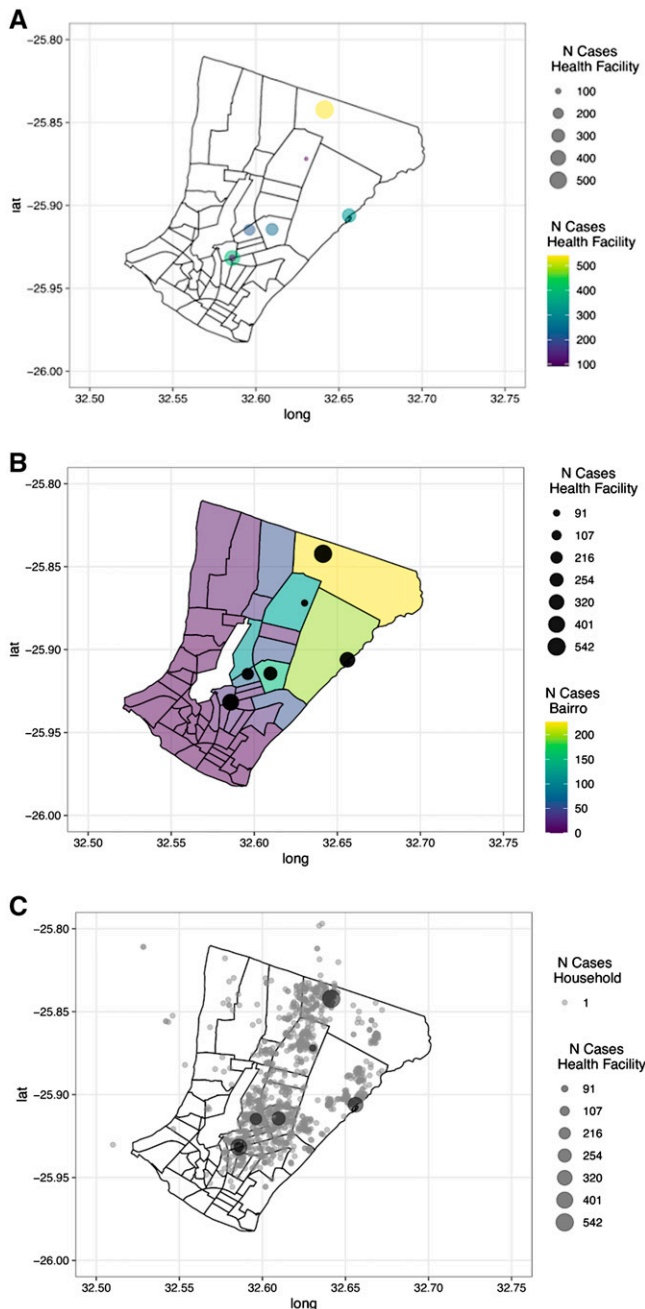 A
−25.80
−25.85
−25.90
−25.95
−26.00
lat
32.50 32.55 32.60 32.65 32.70 32.75
long
N Cases
Health Facility
100
200
300
400
500
N Cases
Health Facility
500
400
300
200
100
B
−25.80
−25.85
−25.90
−25.95
−26.00
lat
32.50 32.55 32.60 32.65 32.70 32.75
long
N Cases
Health Facility
91
107
216
254
320
401
542
N Cases
Bairro
200
150
100
50
0
C
−25.80
−25.85
−25.90
−25.95
−26.00
lat
32.50 32.55 32.60 32.65 32.70 32.75
long
N Cases
Household
1
N Cases
Health Facility
91
107
216
254
320
401
542